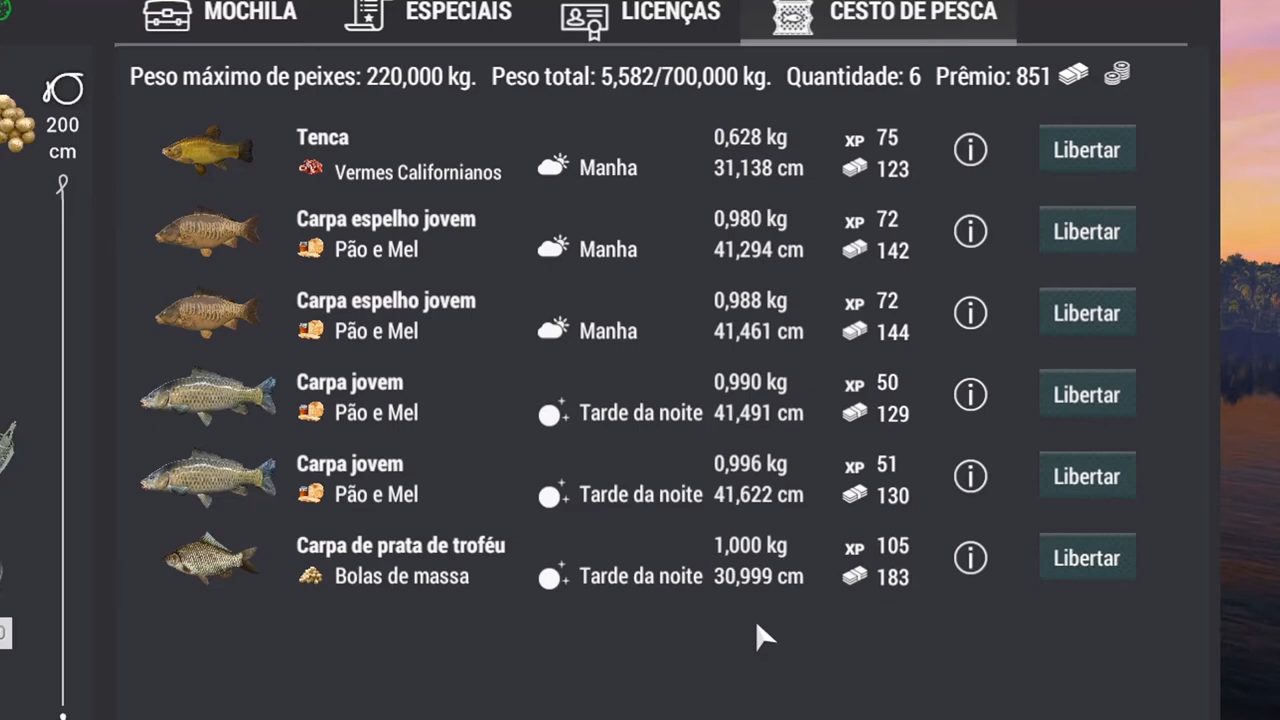 MOCHILA ESPECIAIS LICENÇAS CESTO DE PESCA
Peso máximo de peixes: 220,000 kg. Peso total: 5,582/700,000 kg. Quantidade: 6 Prêmio: 851
200
cm
Tenca 0,628 kg XP 75
Vermes Californianos Manha 31,138 cm 123
Libertar
Carpa espelho jovem 0,980 kg XP 72
Pão e Mel Manha 41,294 cm 142
Libertar
Carpa espelho jovem 0,988 kg XP 72
Pão e Mel Manha 41,461 cm 144
Libertar
Carpa jovem 0,990 kg XP 50
Pão e Mel Tarde da noite 41,491 cm 129
Libertar
Carpa jovem 0,996 kg XP 51
Pão e Mel Tarde da noite 41,622 cm 130
Libertar
Carpa de prata de troféu 1,000 kg XP 105
Bolas de massa Tarde da noite 30,999 cm 183
Libertar
0